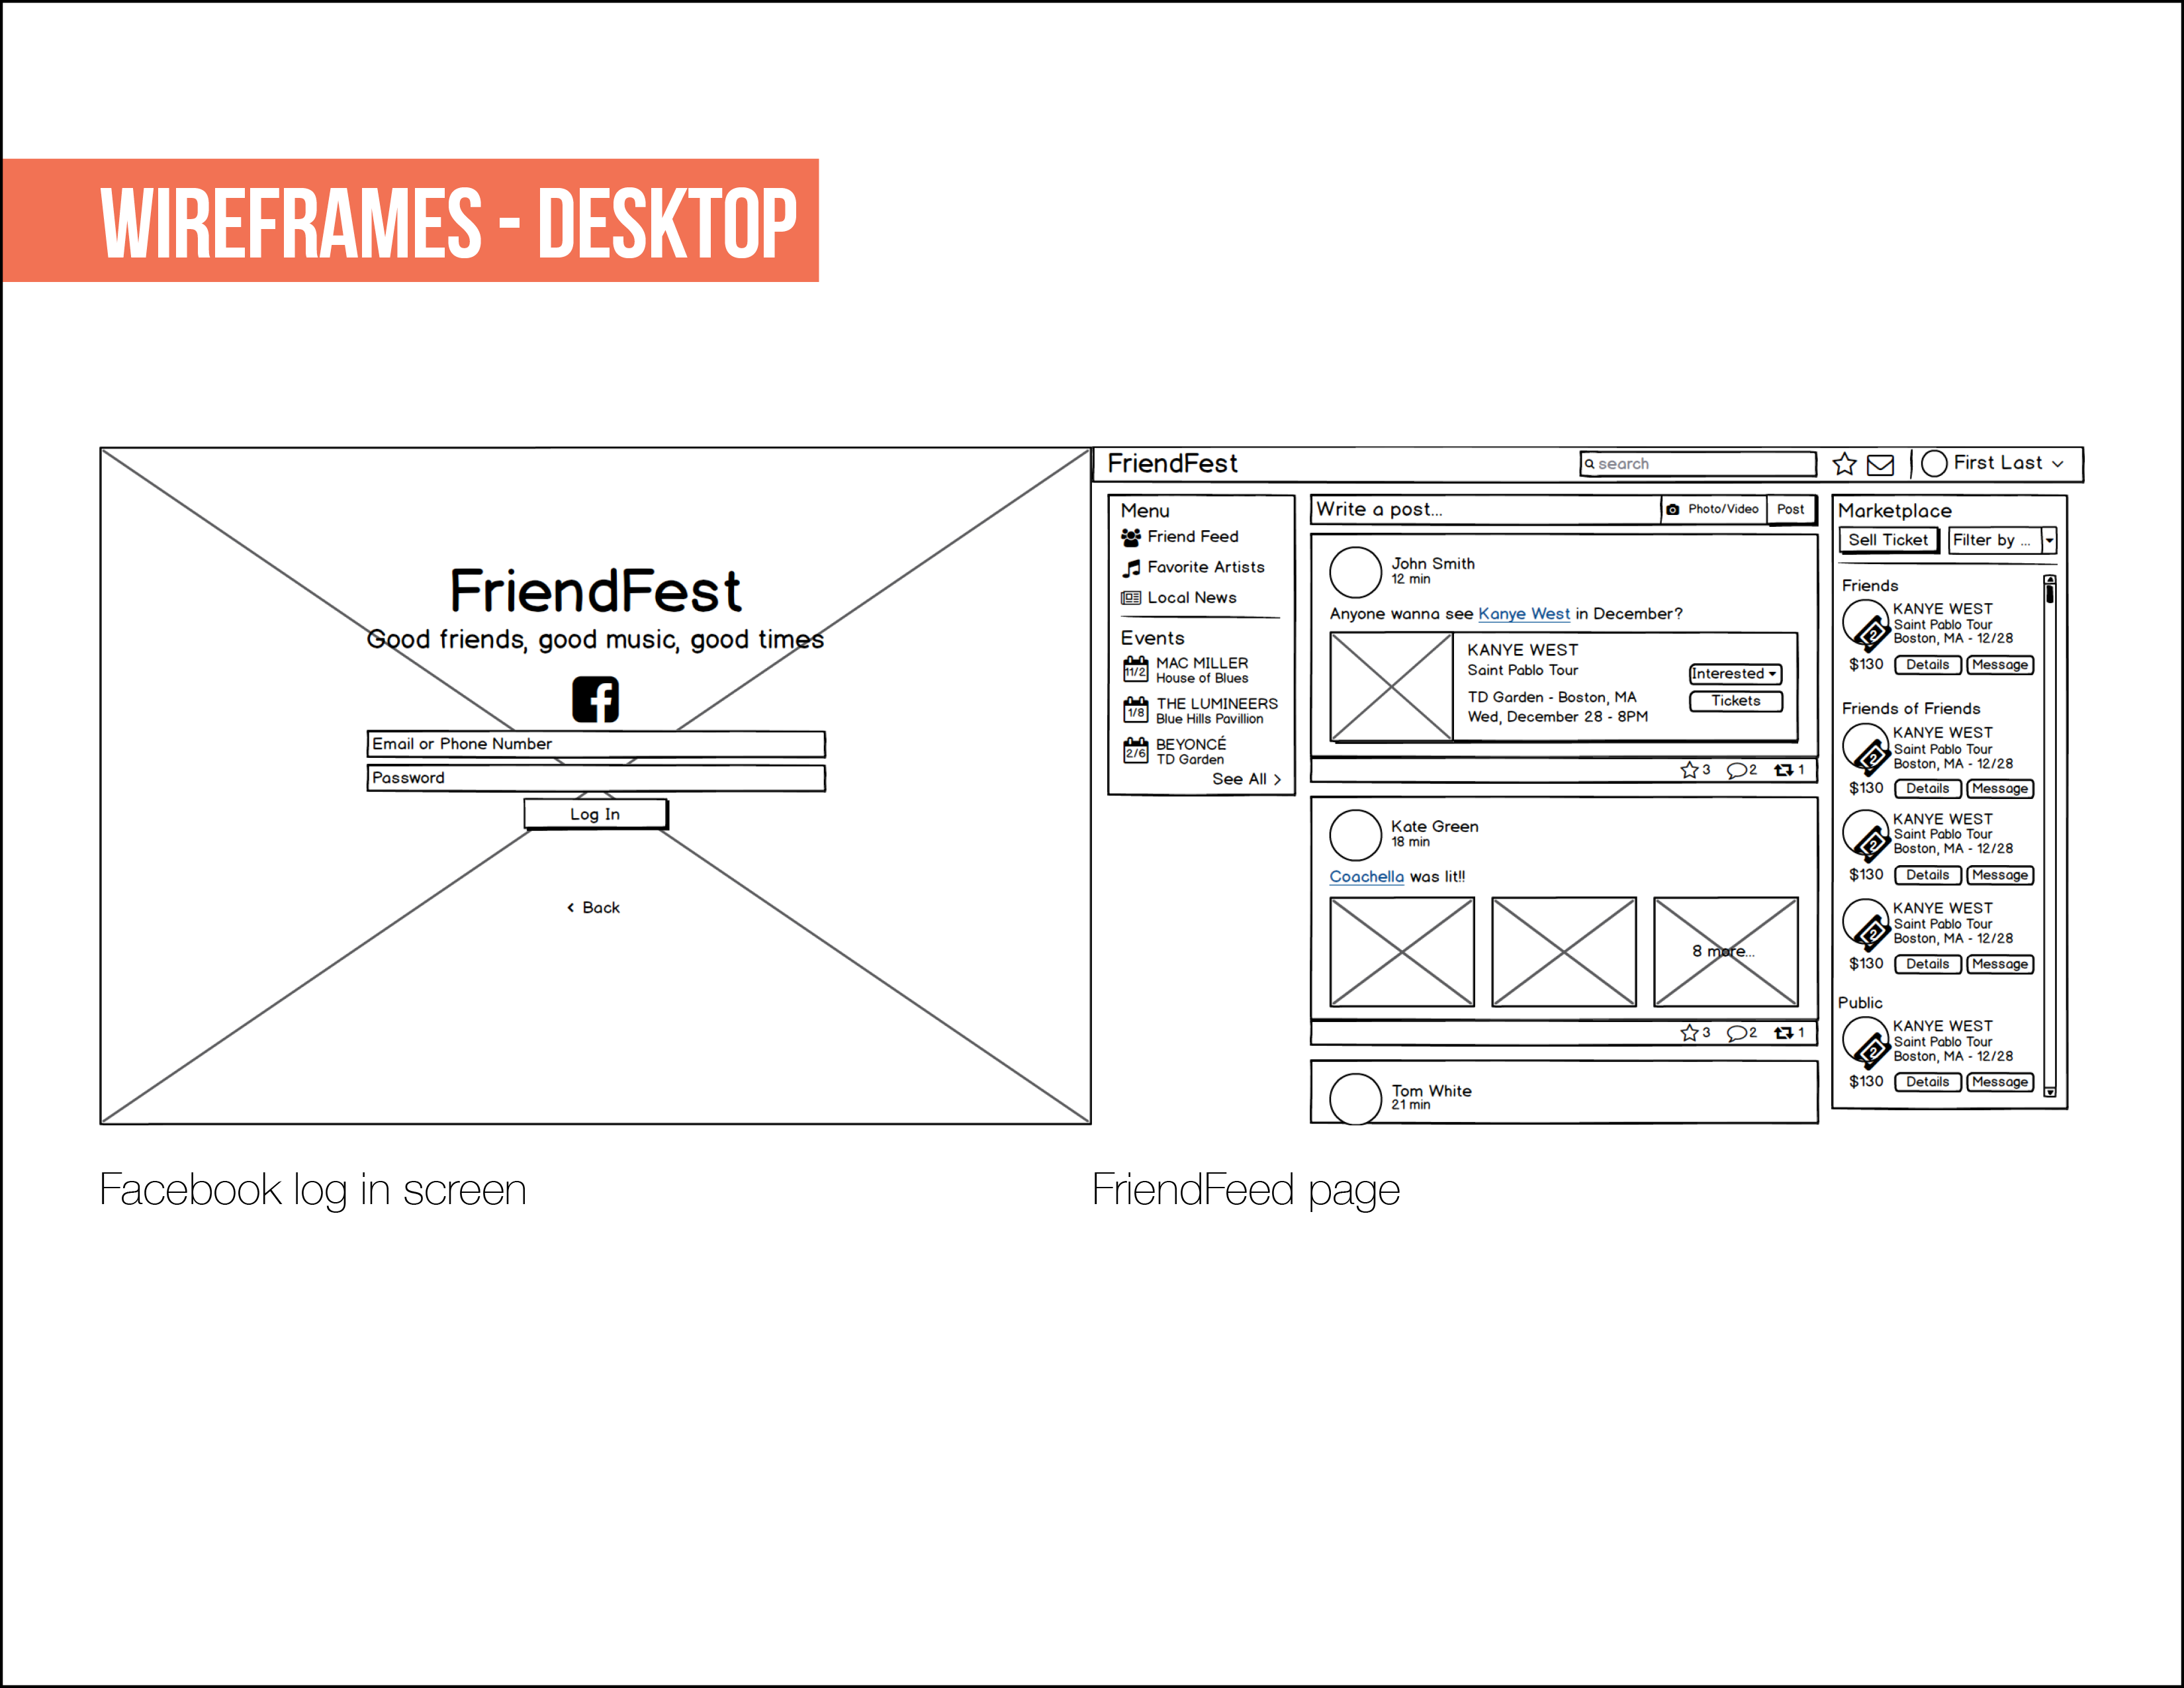 WIREFRAMES - DESKTOP
FriendFest
Good friends, good music, good times
Email or Phone Number
Password
Log In
< Back
Facebook log in screen
FriendFest
search
First Last
Menu
Friend Feed
Favorite Artists
Local News
Events
11/2
MAC MILLER
House of Blues
1/8
THE LUMINEERS
Blue Hills Pavillion
2/6
BEYONCÉ
TD Garden
See All >
Write a post...
Photo/Video
Post
John Smith
12 min
Anyone wanna see Kanye West in December?
KANYE WEST
Saint Pablo Tour
TD Garden - Boston, MA
Wed, December 28 - 8PM
Interested
Tickets
3 2 1
Kate Green
18 min
Coachella was lit!!
8 more...
3 2 1
Tom White
21 min
Marketplace
Sell Ticket
Filter by ...
Friends
KANYE WEST
Saint Pablo Tour
Boston, MA - 12/28
2
$130 Details Message
Friends of Friends
KANYE WEST
Saint Pablo Tour
Boston, MA - 12/28
2
$130 Details Message
KANYE WEST
Saint Pablo Tour
Boston, MA - 12/28
2
$130 Details Message
KANYE WEST
Saint Pablo Tour
Boston, MA - 12/28
2
$130 Details Message
Public
KANYE WEST
Saint Pablo Tour
Boston, MA - 12/28
2
$130 Details Message
FriendFeed page